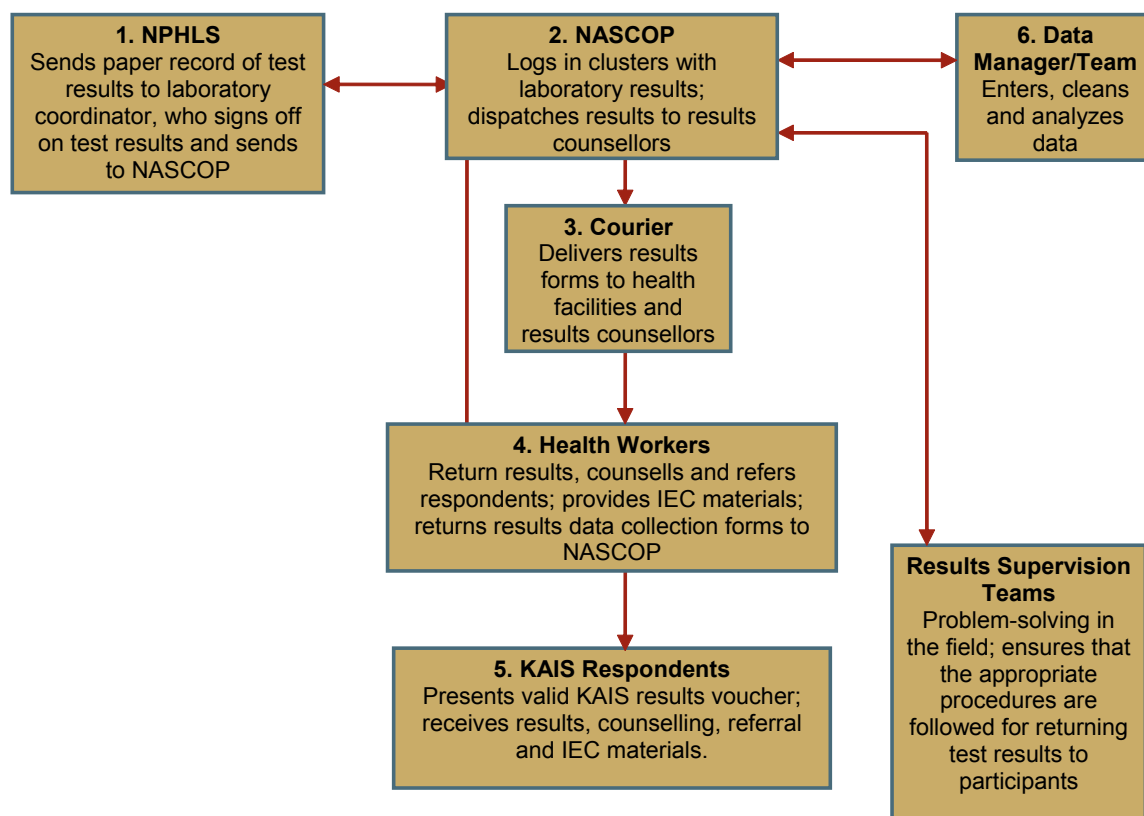 1. NPHLS
Sends paper record of test
results to laboratory
coordinator, who signs off
on test results and sends
to NASCOP
2. NASCOP
Logs in clusters with
laboratory results;
dispatches results to results
counsellors
6. Data
Manager/Team
Enters, cleans
and analyzes
data
3. Courier
Delivers results
forms to health
facilities and
results counsellors
4. Health Workers
Return results, counsells and refers
respondents; provides IEC materials;
returns results data collection forms to
NASCOP
Results Supervision
Teams
Problem-solving in
the field; ensures that
the appropriate
procedures are
followed for returning
test results to
participants
5. KAIS Respondents
Presents valid KAIS results voucher;
receives results, counselling, referral
and IEC materials.